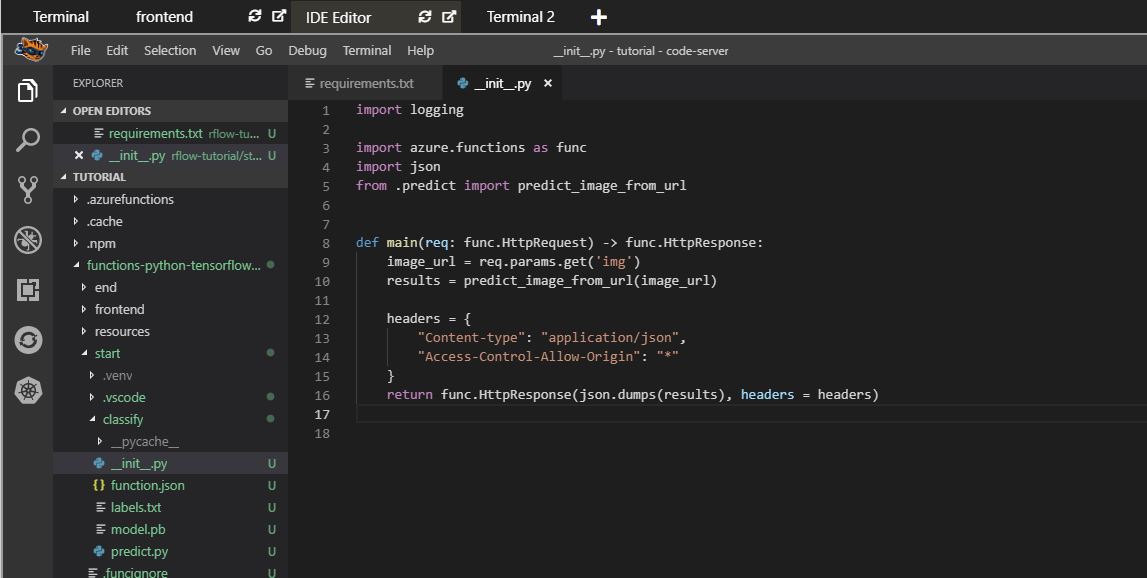 Terminal frontend IDE Editor Terminal 2
File Edit Selection View Go Debug Terminal Help __init__.py - tutorial - code-server
EXPLORER
OPEN EDITORS
requirements.txt rflow-tu... U
__init__.py rflow-tutorial/st... U
TUTORIAL
.azurefunctions
.cache
.npm
functions-python-tensorflow...
end
frontend
resources
start
.venv
.vscode
classify
__pycache__
__init__.py U
function.json U
labels.txt U
model.pb U
predict.py U
.funcignore U
requirements.txt __init__.py
1 import logging
2
3 import azure.functions as func
4 import json
5 from .predict import predict_image_from_url
6
7
8 def main(req: func.HttpRequest) -> func.HttpResponse:
9 image_url = req.params.get('img')
10 results = predict_image_from_url(image_url)
11
12 headers = {
13 "Content-type": "application/json",
14 "Access-Control-Allow-Origin": "*"
15 }
16 return func.HttpResponse(json.dumps(results), headers = headers)
17
18